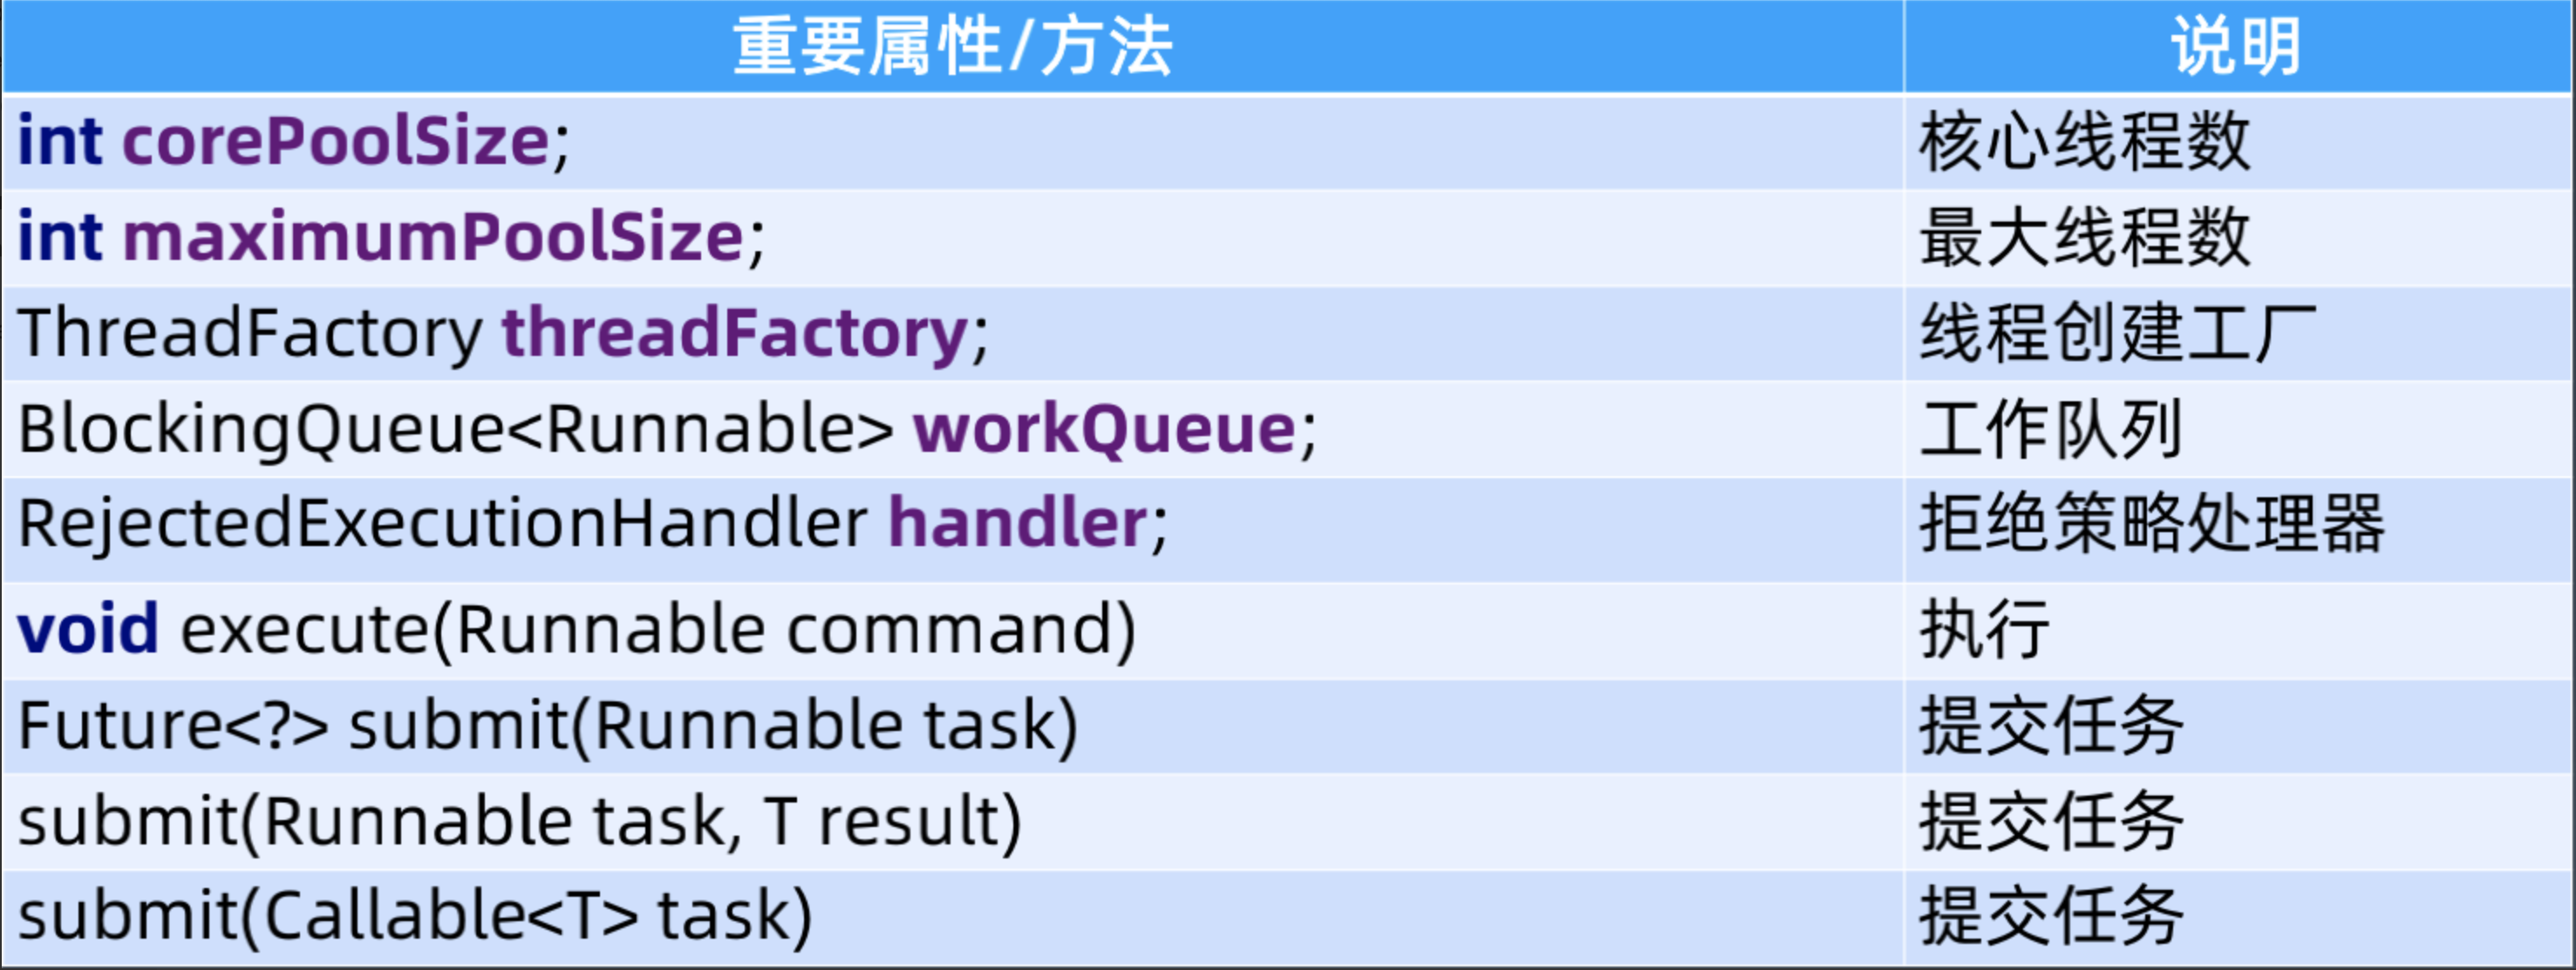 重要属性/方法 说明
int corePoolSize; 核心线程数
int maximumPoolSize; 最大线程数
ThreadFactory threadFactory; 线程创建工厂
BlockingQueue<Runnable> workQueue; 工作队列
RejectedExecutionHandler handler; 拒绝策略处理器
void execute(Runnable command) 执行
Future<?> submit(Runnable task) 提交任务
submit(Runnable task, T result) 提交任务
submit(Callable<T> task) 提交任务